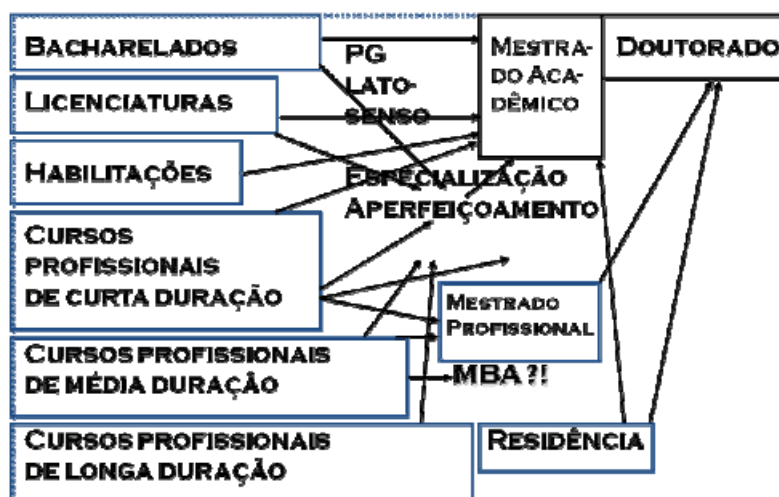 BACHARELADOS
LICENCIATURAS
HABILITAÇÕES
CURSOS
PROFISSIONAIS
DE CURTA DURAÇÃO
CURSOS PROFISSIONAIS
DE MÉDIA DURAÇÃO
CURSOS PROFISSIONAIS
DE LONGA DURAÇÃO
PG
LATO-
SENSO
ESPECIALIZAÇÃO
APERFEIÇOAMENTO
MESTRA-
DO ACA-
DÊMICO
DOUTORADO
MESTRADO
PROFISSIONAL
MBA ?!
RESIDÊNCIA